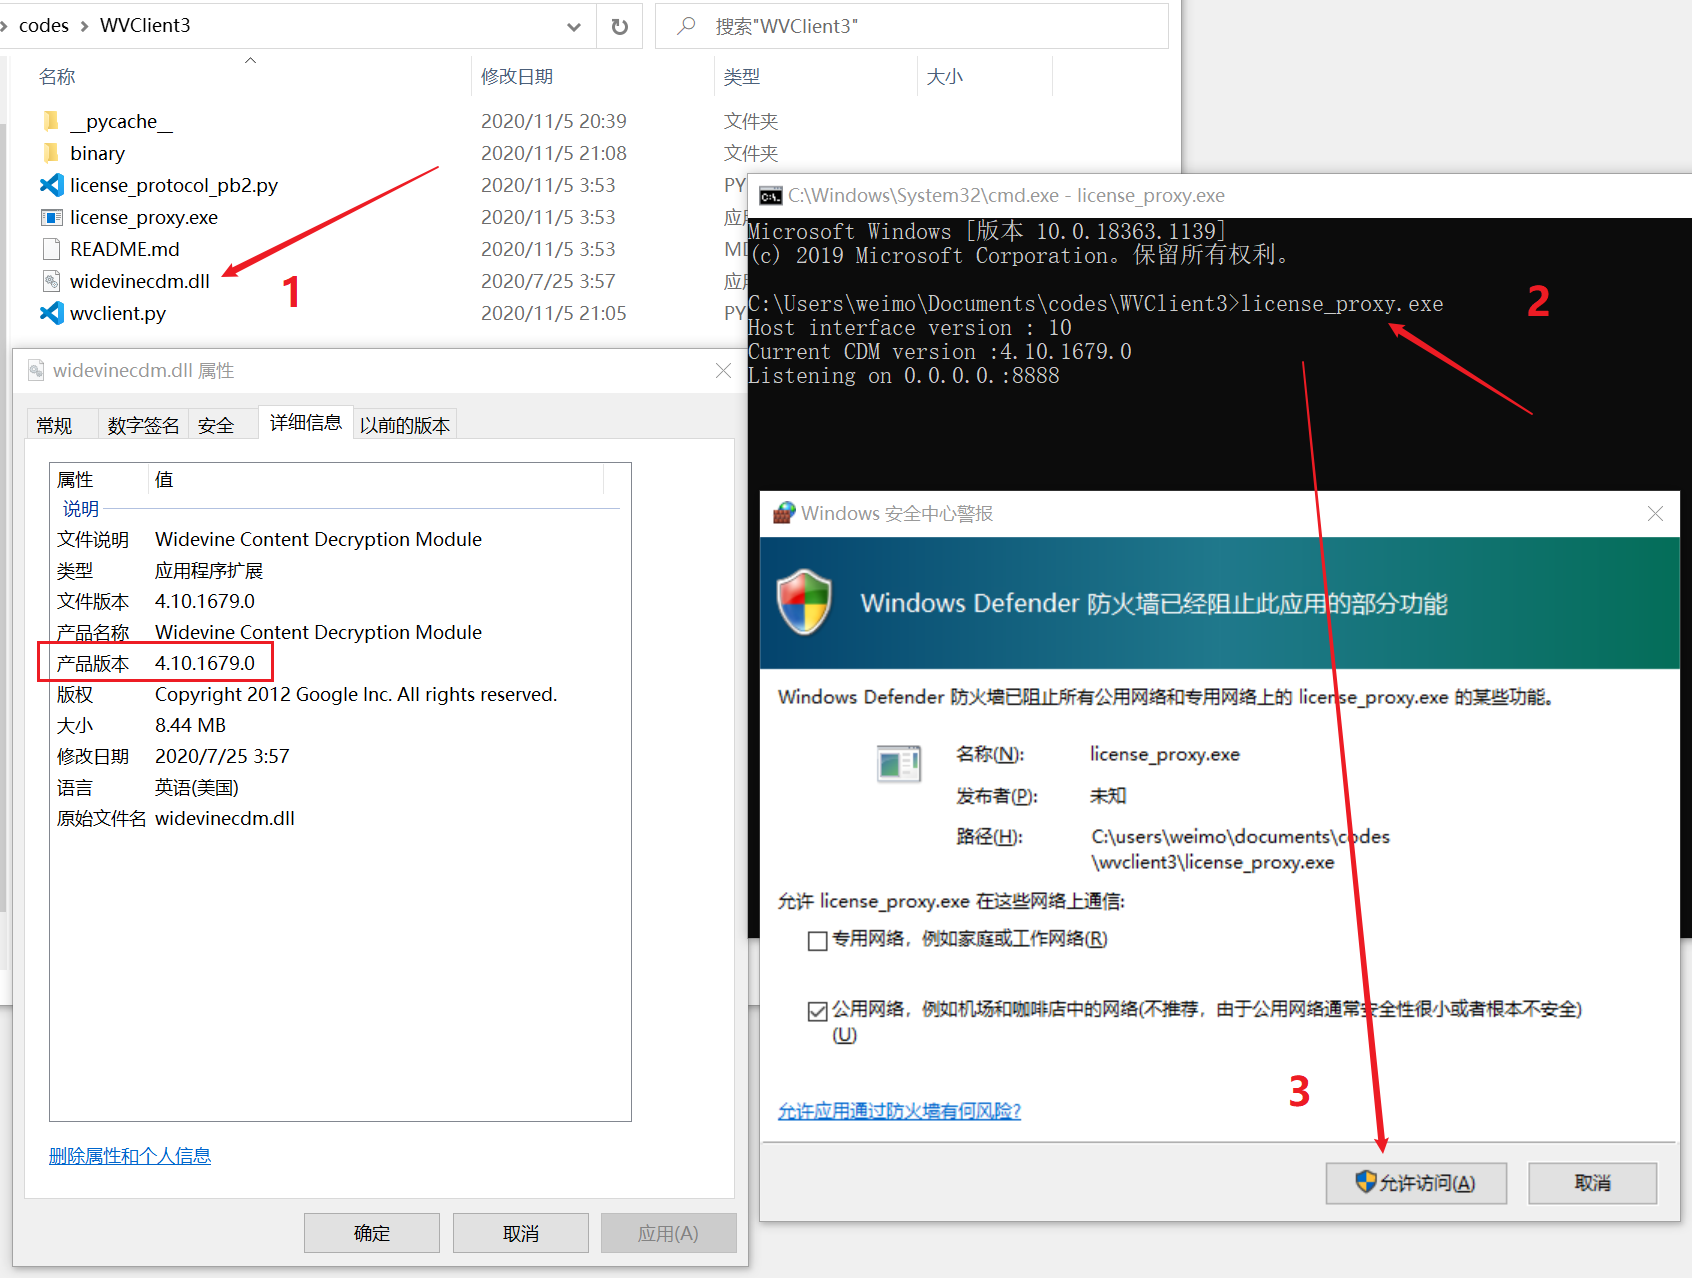 codes > WVClient3
搜索"WVClient3"
名称 修改日期 类型 大小
__pycache__ 2020/11/5 20:39 文件夹
binary 2020/11/5 21:08 文件夹
license_protocol_pb2.py 2020/11/5 3:53 PY
license_proxy.exe 2020/11/5 3:53 应
README.md 2020/11/5 3:53 MD
widevinecdm.dll 2020/7/25 3:57 应
wvclient.py 2020/11/5 21:05 PY
1
widevinecdm.dll 属性
常规 数字签名 安全 详细信息 以前的版本
属性 值
说明
文件说明 Widevine Content Decryption Module
类型 应用程序扩展
文件版本 4.10.1679.0
产品名称 Widevine Content Decryption Module
产品版本 4.10.1679.0
版权 Copyright 2012 Google Inc. All rights reserved.
大小 8.44 MB
修改日期 2020/7/25 3:57
语言 英语(美国)
原始文件名 widevinecdm.dll
删除属性和个人信息
确定 取消 应用(A)
C:\Windows\System32\cmd.exe - license_proxy.exe
Microsoft Windows [版本 10.0.18363.1139]
(c) 2019 Microsoft Corporation。保留所有权利。
C:\Users\weimo\Documents\codes\WVClient3>license_proxy.exe
Host interface version : 10
Current CDM version :4.10.1679.0
Listening on 0.0.0.0.:8888
2
Windows 安全中心警报
Windows Defender 防火墙已经阻止此应用的部分功能
Windows Defender 防火墙已阻止所有公用网络和专用网络上的 license_proxy.exe 的某些功能。
名称(N): license_proxy.exe
发布者(P): 未知
路径(H): C:\users\weimo\documents\codes
\wvclient3\license_proxy.exe
允许 license_proxy.exe 在这些网络上通信:
专用网络，例如家庭或工作网络(R)
公用网络，例如机场和咖啡店中的网络(不推荐，由于公用网络通常安全性很小或者根本不安全)
(U)
允许应用通过防火墙有何风险?
3
允许访问(A) 取消